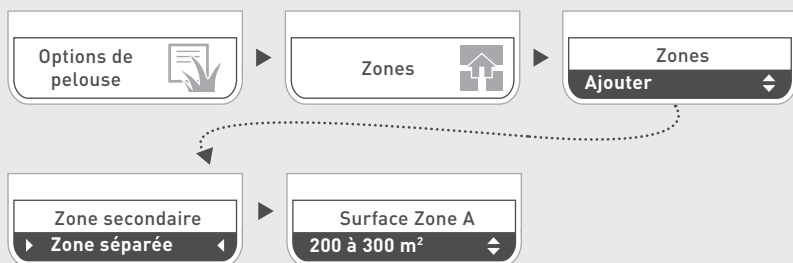 Options de
pelouse
Zones
Zones
Ajouter
Zone secondaire
Zone séparée
Surface Zone A
200 à 300 m²